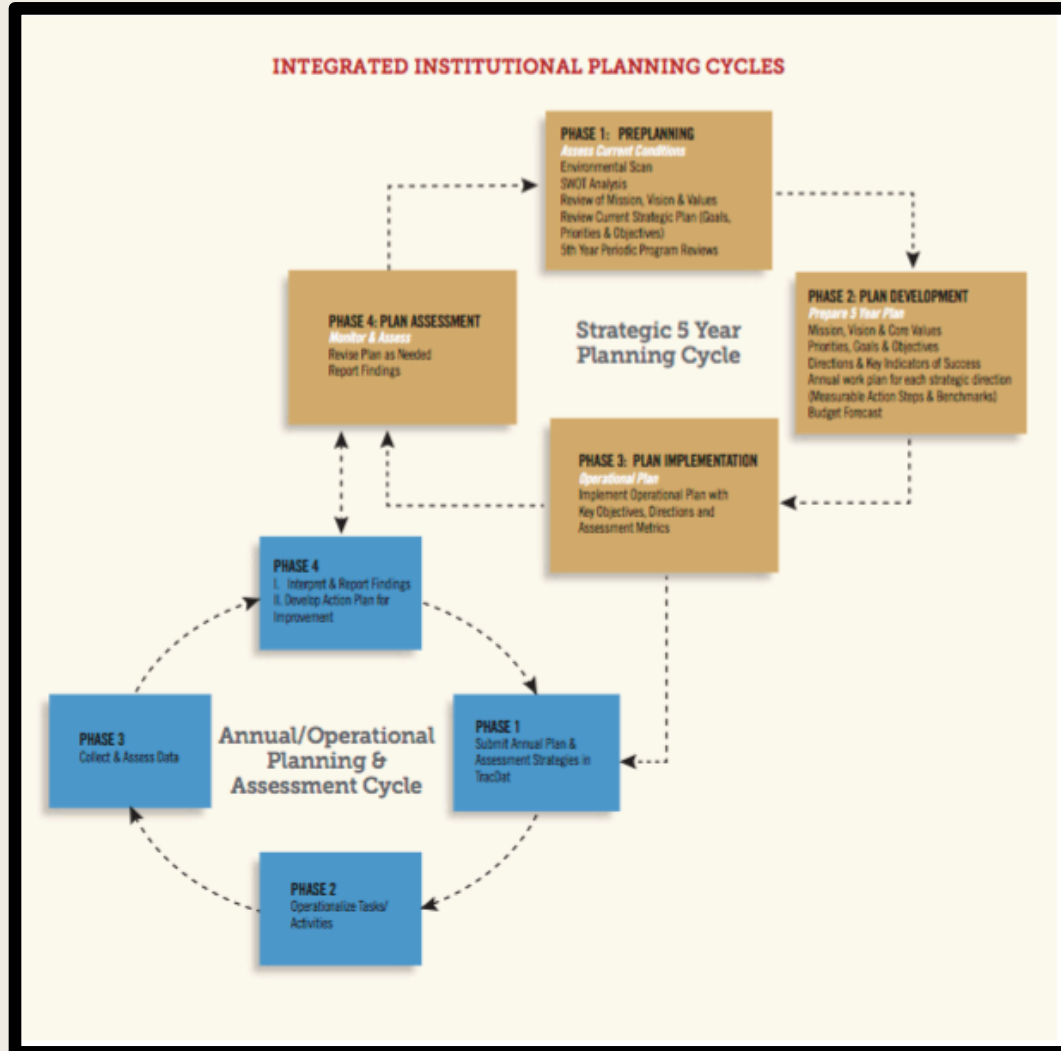 INTEGRATED INSTITUTIONAL PLANNING CYCLES
PHASE 1: PREPLANNING
Assess Current Conditions
Environmental Scan
SWOT Analysis
Review of Mission, Vision & Values
Review Current Strategic Plan (Goals,
Priorities & Objectives)
5th Year Periodic Program Reviews
PHASE 2: PLAN DEVELOPMENT
Prepare 5 Year Plan
Mission, Vision & Core Values
Priorities, Goals & Objectives
Directions & Key Indicators of Success
Annual work plan for each strategic direction
(Measurable Action Steps & Benchmarks)
Budget Forecast
PHASE 4: PLAN ASSESSMENT
Monitor & Assess
Revise Plan as Needed
Report Findings
Strategic 5 Year
Planning Cycle
PHASE 3: PLAN IMPLEMENTATION
Operational Plan
Implement Operational Plan with
Key Objectives, Directions and
Assessment Metrics
PHASE 4
I. Interpret & Report Findings
II. Develop Action Plan for
Improvement
PHASE 3
Collect & Assess Data
Annual/Operational
Planning &
Assessment Cycle
PHASE 1
Submit Annual Plan &
Assessment Strategies in
TracDat
PHASE 2
Operationalize Tasks/
Activities